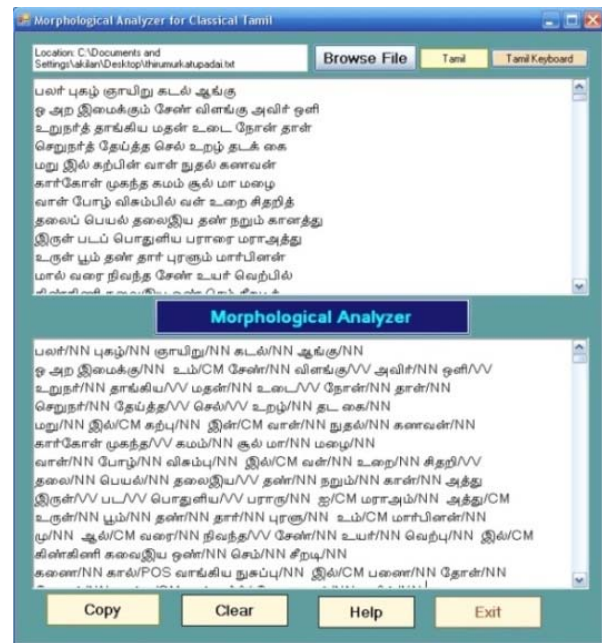 Morphological Analyzer for Classical Tamil
Location: C:\Documents and
Settings\akilan\Desktop\thirumurkatupadai.txt
Browse File
Tamil
Tamil Keyboard
பலர் புகழ் ஞாயிறு கடல் ஆங்கு
ஓ அற இமைக்கும் சேண் விளங்கு அவிர் ஒளி
உறுநர்த் தாங்கிய மதன் உடை நோன் தாள்
செறுநர்த் தேய்த்த செல் உறழ் தடக் கை
மறு இல் கற்பின் வாள் நுதல் கணவன்
கார்கோள் முகந்த கமம் சூல் மா மழை
வாள் போழ் விசும்பில் வள் உறை சிதறித்
தலைப் பெயல் தலைஇய தண் நறும் கானத்து
இருள் படப் பொதுளிய பராரை மராஅத்து
உருள் பூம் தண் தார் புரளும் மார்பினன்
மால் வரை நிவந்த சேண் உயர் வெற்பில்
Morphological Analyzer
பலர்/NN புகழ்/NN ஞாயிறு/NN கடல்/NN ஆங்கு/NN
ஓ அற இமைக்கு/NN உம்/CM சேண்/NN விளங்கு/VV அவிர்/NN ஒளி/VV
உறுநர்/NN தாங்கிய/VV மதன்/NN உடை/VV நோன்/NN தாள்/NN
செறுநர்/NN தேய்த்த/VV செல்/VV உறழ்/NN தட கை/NN
மறு/NN இல்/CM கற்பு/NN இன்/CM வாள்/NN நுதல்/NN கணவன்/NN
கார்கோள் முகந்த/VV கமம்/NN சூல் மா/NN மழை/NN
வாள்/NN போழ்/NN விசும்பு/NN இல்/CM வள்/NN உறை/NN சிதறி/VV
தலை/NN பெயல்/NN தலைஇய/VV தண்/NN நறும்/NN கான்/NN அத்து
இருள்/VV பட/VV பொதுளிய/VV பராரு/NN ஐ/CM மராஅம்/NN அத்து/CM
உருள்/NN பூம்/NN தண்/NN தார்/NN புரளு/NN உம்/CM மார்பினன்/NN
மு/NN ஆல்/CM வரை/NN நிவந்த/VV சேண்/NN உயர்/NN வெற்பு/NN இல்/CM
கிண்கிணி கவைஇய ஒண்/NN செம்/NN சீறடி/NN
கணை/NN கால்/POS வாங்கிய நுசுப்பு/NN இல்/CM பணை/NN தோள்/NN
Copy
Clear
Help
Exit